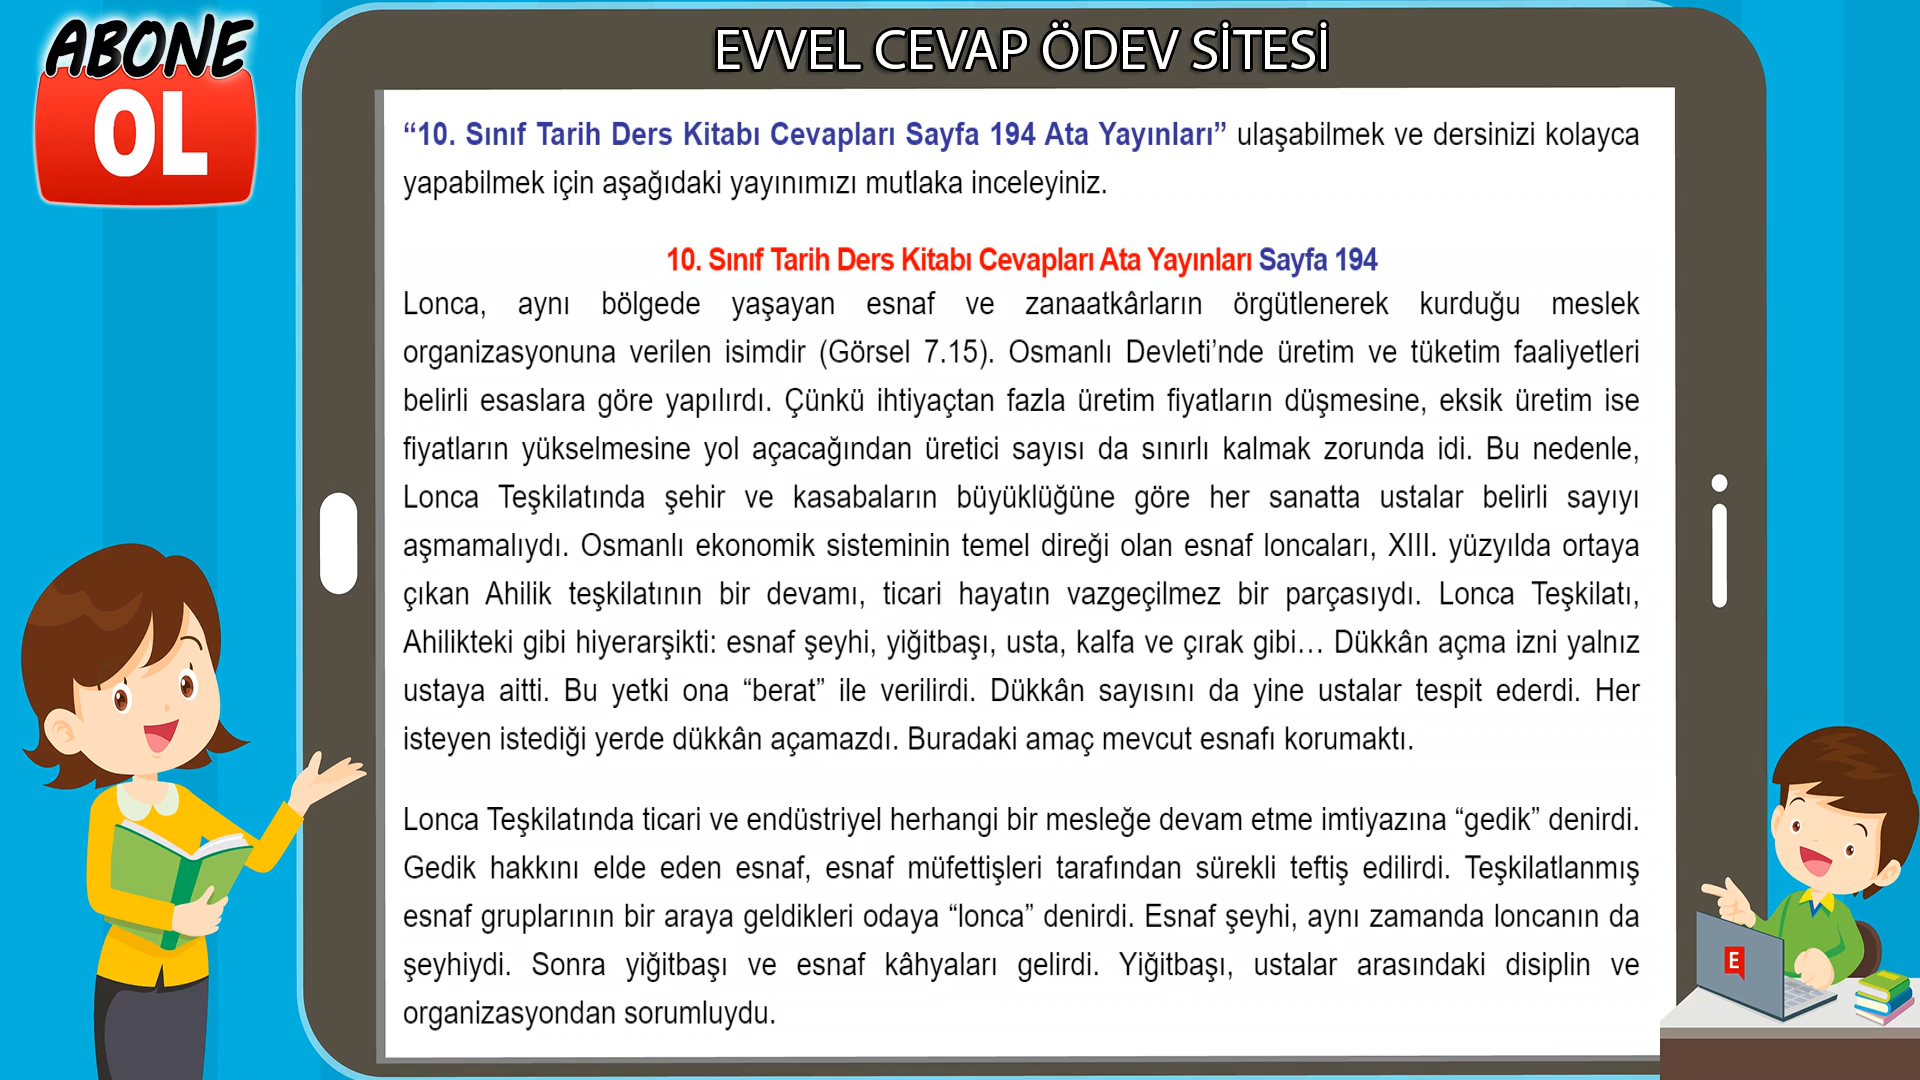 ABONE
OL
EVVEL CEVAP ÖDEV SİTESİ
“10. Sınıf Tarih Ders Kitabı Cevapları Sayfa 194 Ata Yayınları” ulaşabilmek ve dersinizi kolayca
yapabilmek için aşağıdaki yayınımızı mutlaka inceleyiniz.
10. Sınıf Tarih Ders Kitabı Cevapları Ata Yayınları Sayfa 194
Lonca, aynı bölgede yaşayan esnaf ve zanaatkârların örgütlenerek kurduğu meslek
organizasyonuna verilen isimdir (Görsel 7.15). Osmanlı Devleti’nde üretim ve tüketim faaliyetleri
belirli esaslara göre yapılırdı. Çünkü ihtiyaçtan fazla üretim fiyatların düşmesine, eksik üretim ise
fiyatların yükselmesine yol açacağından üretici sayısı da sınırlı kalmak zorunda idi. Bu nedenle,
Lonca Teşkilatında şehir ve kasabaların büyüklüğüne göre her sanatta ustalar belirli sayıyı
aşmamalıydı. Osmanlı ekonomik sisteminin temel direği olan esnaf loncaları, XIII. yüzyılda ortaya
çıkan Ahilik teşkilatının bir devamı, ticari hayatın vazgeçilmez bir parçasıydı. Lonca Teşkilatı,
Ahilikteki gibi hiyerarşikti: esnaf şeyhi, yiğitbaşı, usta, kalfa ve çırak gibi… Dükkân açma izni yalnız
ustaya aitti. Bu yetki ona “berat” ile verilirdi. Dükkân sayısını da yine ustalar tespit ederdi. Her
isteyen istediği yerde dükkân açamazdı. Buradaki amaç mevcut esnafı korumaktı.
Lonca Teşkilatında ticari ve endüstriyel herhangi bir mesleğe devam etme imtiyazına “gedik” denirdi.
Gedik hakkını elde eden esnaf, esnaf müfettişleri tarafından sürekli teftiş edilirdi. Teşkilatlanmış
esnaf gruplarının bir araya geldikleri odaya “lonca” denirdi. Esnaf şeyhi, aynı zamanda loncanın da
şeyhiydi. Sonra yiğitbaşı ve esnaf kâhyaları gelirdi. Yiğitbaşı, ustalar arasındaki disiplin ve
organizasyondan sorumluydu.
E